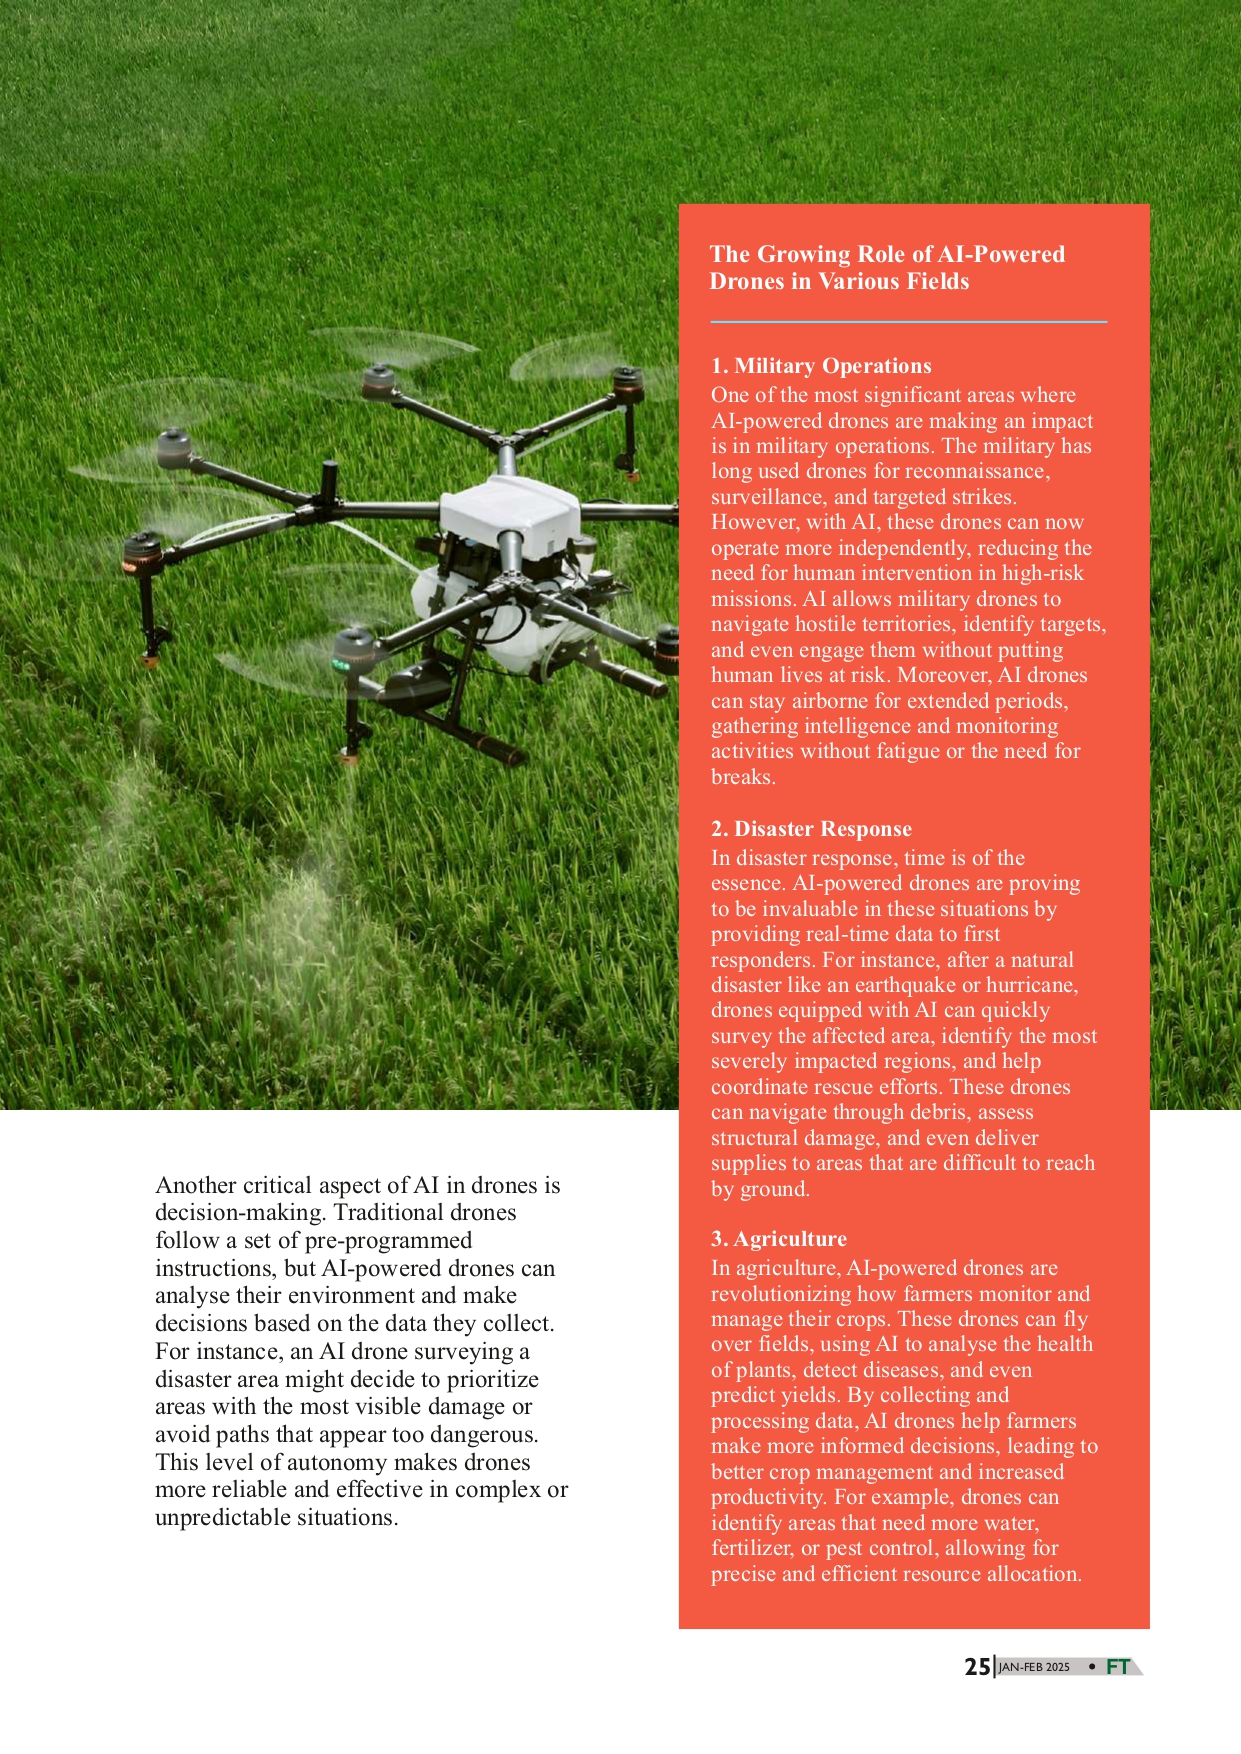 The Growing Role of AI-Powered
Drones in Various Fields
1. Military Operations
One of the most significant areas where
AI-powered drones are making an impact
is in military operations. The military has
long used drones for reconnaissance,
surveillance, and targeted strikes.
However, with AI, these drones can now
operate more independently, reducing the
need for human intervention in high-risk
missions. AI allows military drones to
navigate hostile territories, identify targets,
and even engage them without putting
human lives at risk. Moreover, AI drones
can stay airborne for extended periods,
gathering intelligence and monitoring
activities without fatigue or the need for
breaks.
2. Disaster Response
In disaster response, time is of the
essence. AI-powered drones are proving
to be invaluable in these situations by
providing real-time data to first
responders. For instance, after a natural
disaster like an earthquake or hurricane,
drones equipped with AI can quickly
survey the affected area, identify the most
severely impacted regions, and help
coordinate rescue efforts. These drones
can navigate through debris, assess
structural damage, and even deliver
supplies to areas that are difficult to reach
by ground.
3. Agriculture
In agriculture, AI-powered drones are
revolutionizing how farmers monitor and
manage their crops. These drones can fly
over fields, using AI to analyse the health
of plants, detect diseases, and even
predict yields. By collecting and
processing data, AI drones help farmers
make more informed decisions, leading to
better crop management and increased
productivity. For example, drones can
identify areas that need more water,
fertilizer, or pest control, allowing for
precise and efficient resource allocation.
Another critical aspect of AI in drones is
decision-making. Traditional drones
follow a set of pre-programmed
instructions, but AI-powered drones can
analyse their environment and make
decisions based on the data they collect.
For instance, an AI drone surveying a
disaster area might decide to prioritize
areas with the most visible damage or
avoid paths that appear too dangerous.
This level of autonomy makes drones
more reliable and effective in complex or
unpredictable situations.
25 JAN-FEB 2025 • FT